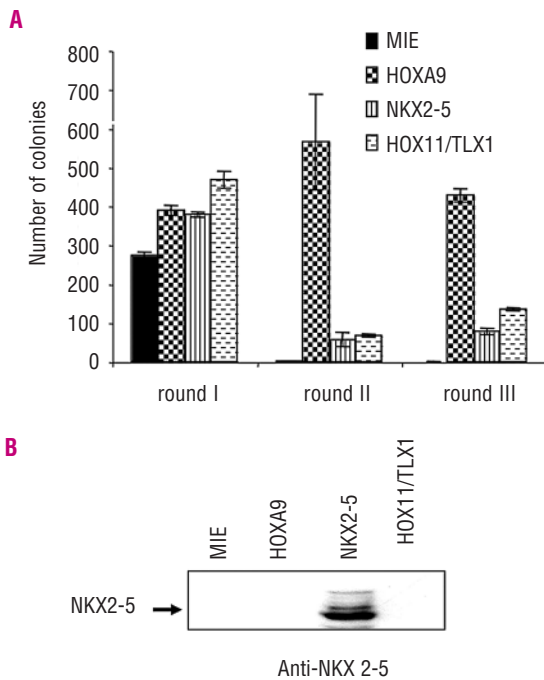 A
800
700
600
500
400
300
200
100
0
Number of colonies
MIE
HOXA9
NKX2-5
HOX11/TLX1
round I round II round III
B
MIE
HOXA9
NKX2-5
HOX11/TLX1
NKX2-5
Anti-NKX 2-5